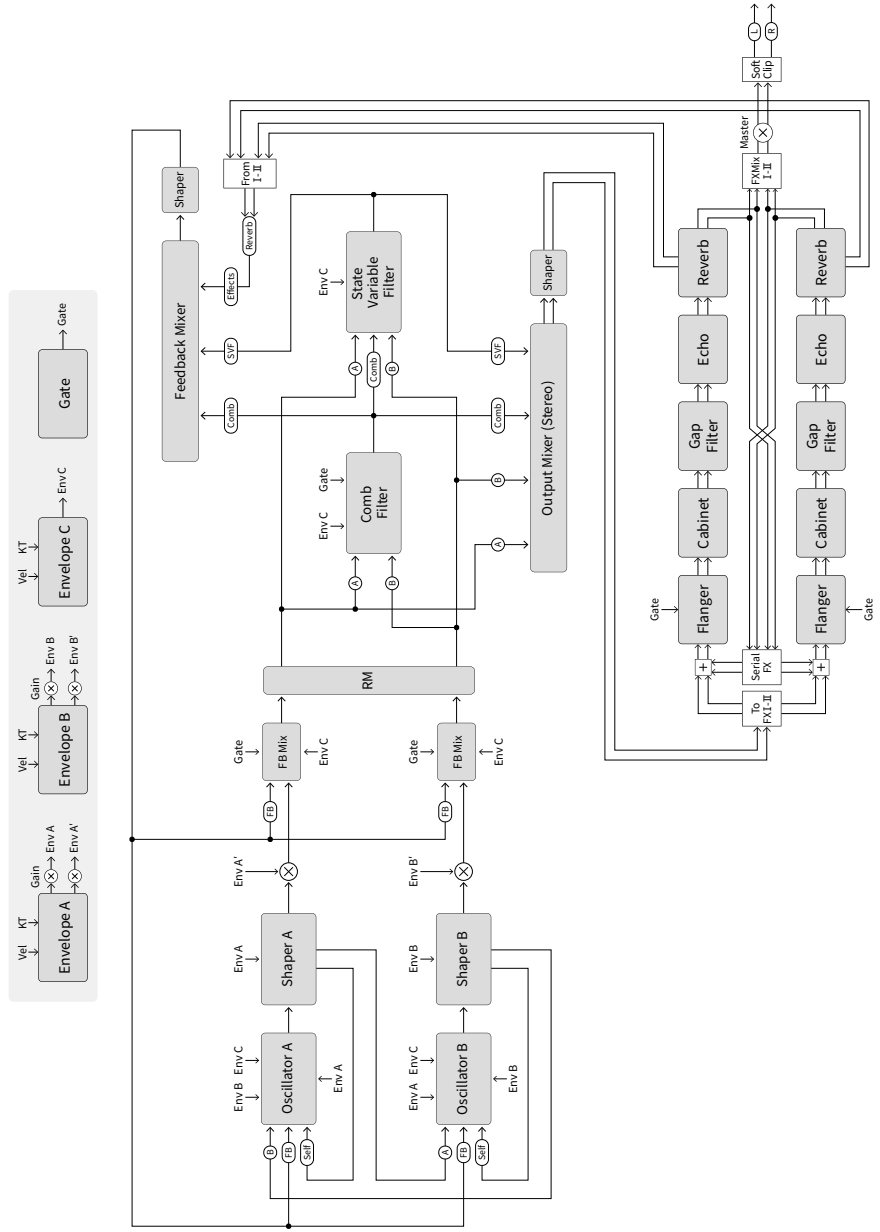 Vel
KT
Envelope A
Gain
Env A
Env A'
Vel
KT
Envelope B
Gain
Env B
Env B'
Vel
KT
Envelope C
Env C
Gate
Gate
B
FB
Self
Env B
Env C
Oscillator A
Env A
Env A
Shaper A
Env A'
FB
Gate
FB Mix
Env C
A
FB
Self
Env A
Env C
Oscillator B
Env B
Env B
Shaper B
Env B'
FB
Gate
FB Mix
Env C
RM
A
B
Env C
Gate
Comb
Filter
A
Comb
B
Env C
State
Variable
Filter
Comb
SVF
Effects
Reverb
From
I-II
Feedback Mixer
Shaper
A
B
Comb
SVF
Output Mixer (Stereo)
Shaper
To
FX I-II
Serial
FX
+
+
Gate
Flanger
Cabinet
Gap
Filter
Echo
Reverb
Gate
Flanger
Cabinet
Gap
Filter
Echo
Reverb
FXMix
I-II
Master
Soft
Clip
L
R